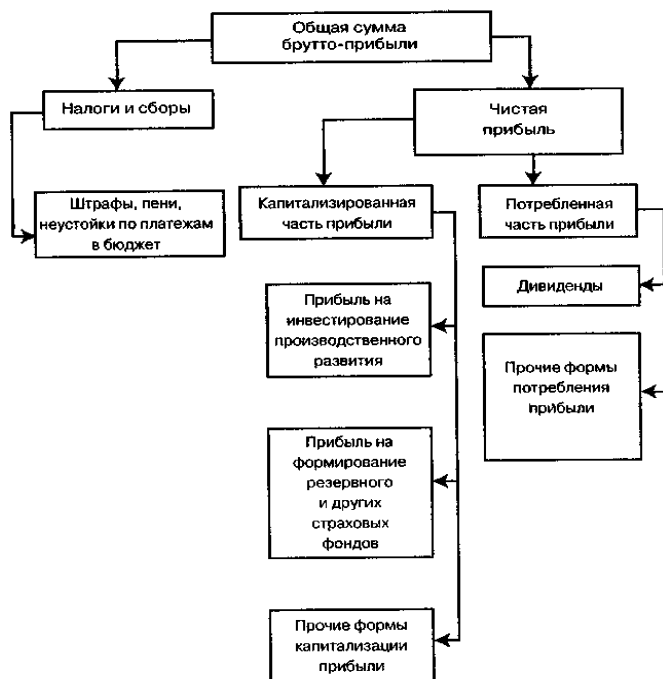 Общая сумма
брутто-прибыли
Налоги и сборы
Чистая
прибыль
Штрафы, пени,
неустойки по платежам
в бюджет
Капитализированная
часть прибыли
Потребленная
часть прибыли
Дивиденды
Прибыль на
инвестирование
производственного
развития
Прочие формы
потребления
прибыли
Прибыль на
формирование
резервного
и других
страховых
фондов
Прочие формы
капитализации
прибыли